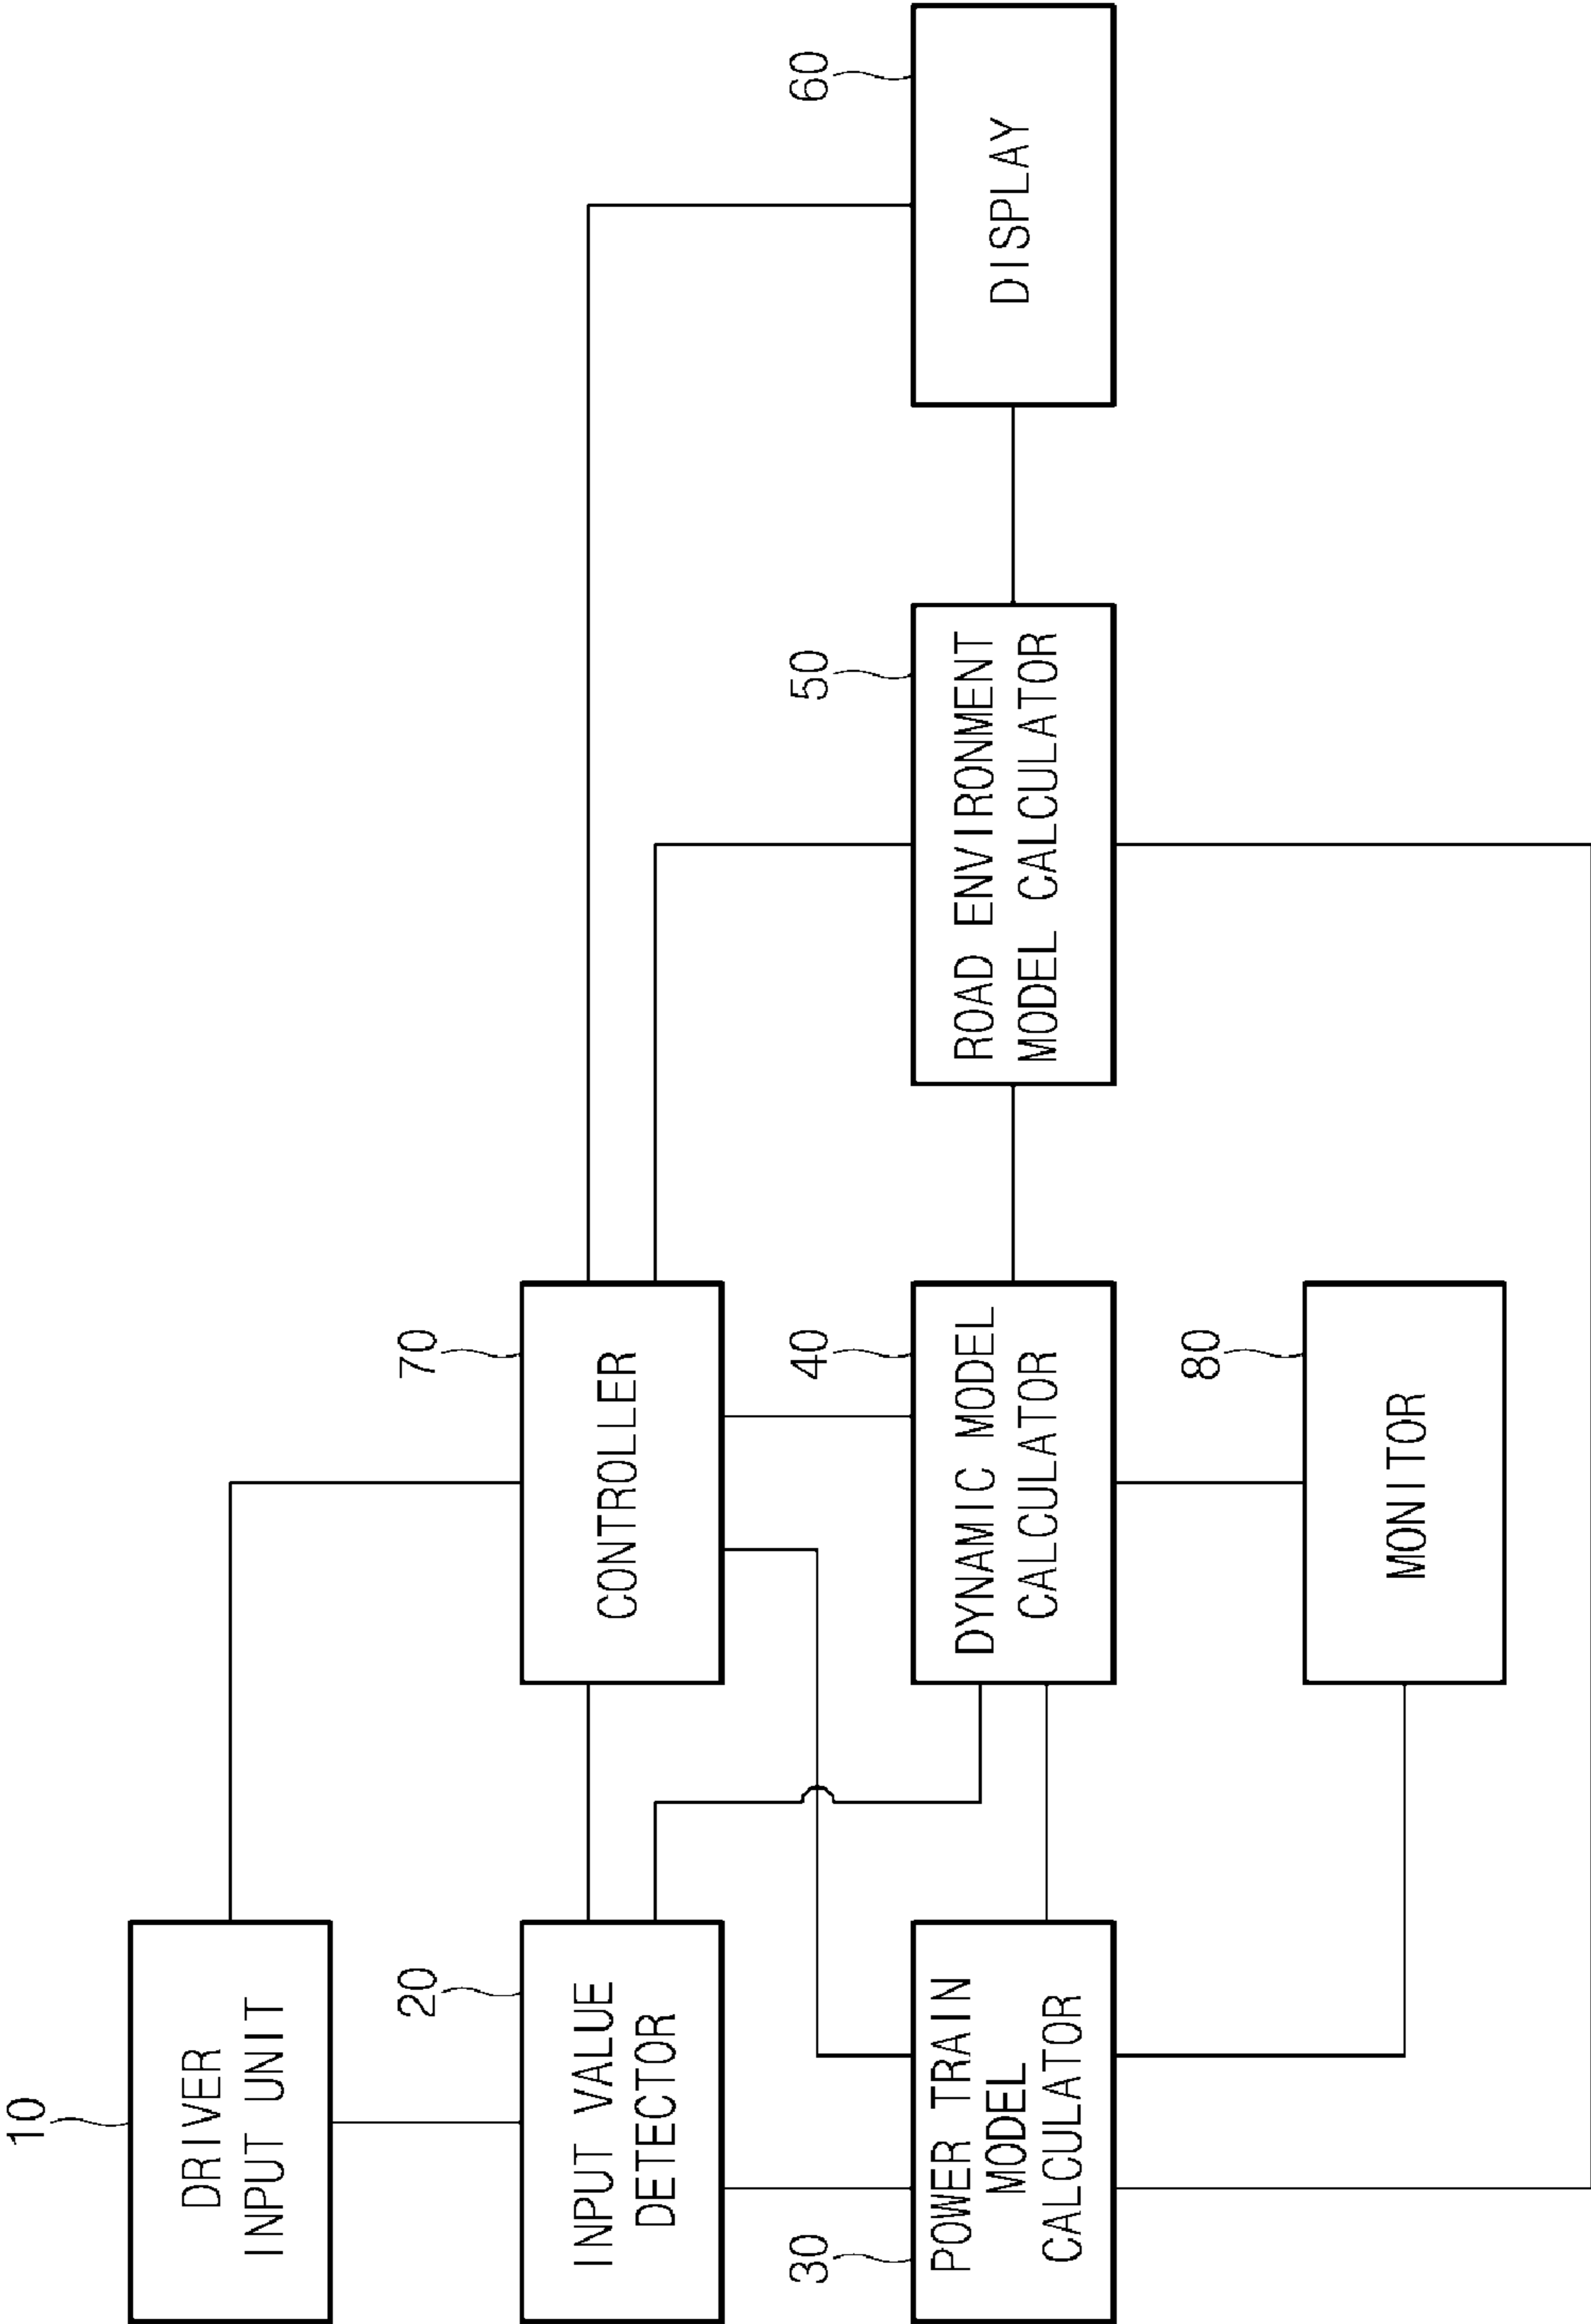 10
DRIVER
INPUT UNIT
20
INPUT VALUE
DETECTOR
70
CONTROLLER
30
POWER TRAIN
MODEL
CALCULATOR
40
DYNAMIC MODEL
CALCULATOR
50
ROAD ENVIRONMENT
MODEL CALCULATOR
60
DISPLAY
80
MONITOR